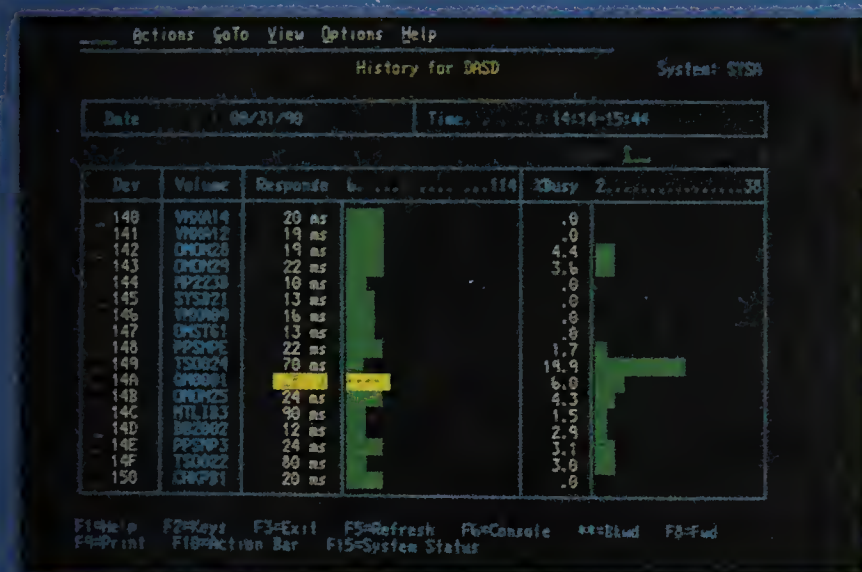 Actions GoTo View Options Help
History for DASD System: SYSA
Date 08/31/90 Time 14:14-15:44
Dev Volume Response 114 %Busy 2 38
140 20 ms .0
141 19 ms .0
142 19 ms 4.4
143 22 ms 3.6
144 MP2230 10 ms .0
145 SYSB21 13 ms .0
146 16 ms .0
147 13 ms .0
148 22 ms 1.7
149 TSO024 70 ms 19.9
14A 6.0
14B 24 ms 4.3
14C MTLIB3 90 ms 1.5
14D 12 ms 2.9
14E 24 ms 3.1
14F TSO022 80 ms 3.0
150 20 ms .0
F1=Help F2=Keys F3=Exit F5=Refresh F6=Console **=Bkwd F8=Fwd
F9=Print F10=Action Bar F15=System Status